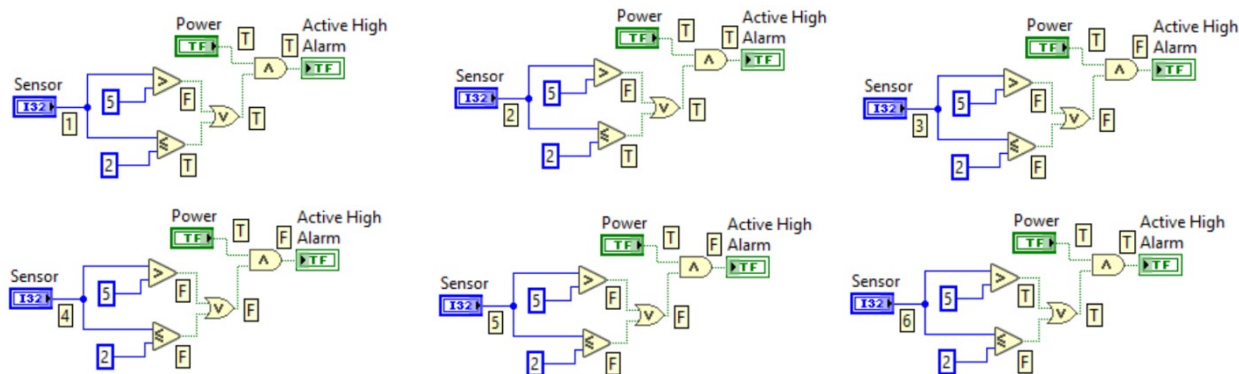 Power T T Active High
Alarm
TF ∧ TF
Sensor > F
I32 5 ∨ T
1 ≤
2 T
Power T T Active High
Alarm
TF ∧ TF
Sensor > F
I32 5 ∨ T
2 ≤
2 T
Power T F Active High
Alarm
TF ∧ TF
Sensor > F
I32 5 ∨ F
3 ≤
2 F
Power T F Active High
Alarm
TF ∧ TF
Sensor > F
I32 5 ∨ F
4 ≤
2 F
Power T F Active High
Alarm
TF ∧ TF
Sensor > F
I32 5 ∨ F
5 ≤
2 F
Power T T Active High
Alarm
TF ∧ TF
Sensor > T
I32 5 ∨ T
6 ≤
2 F